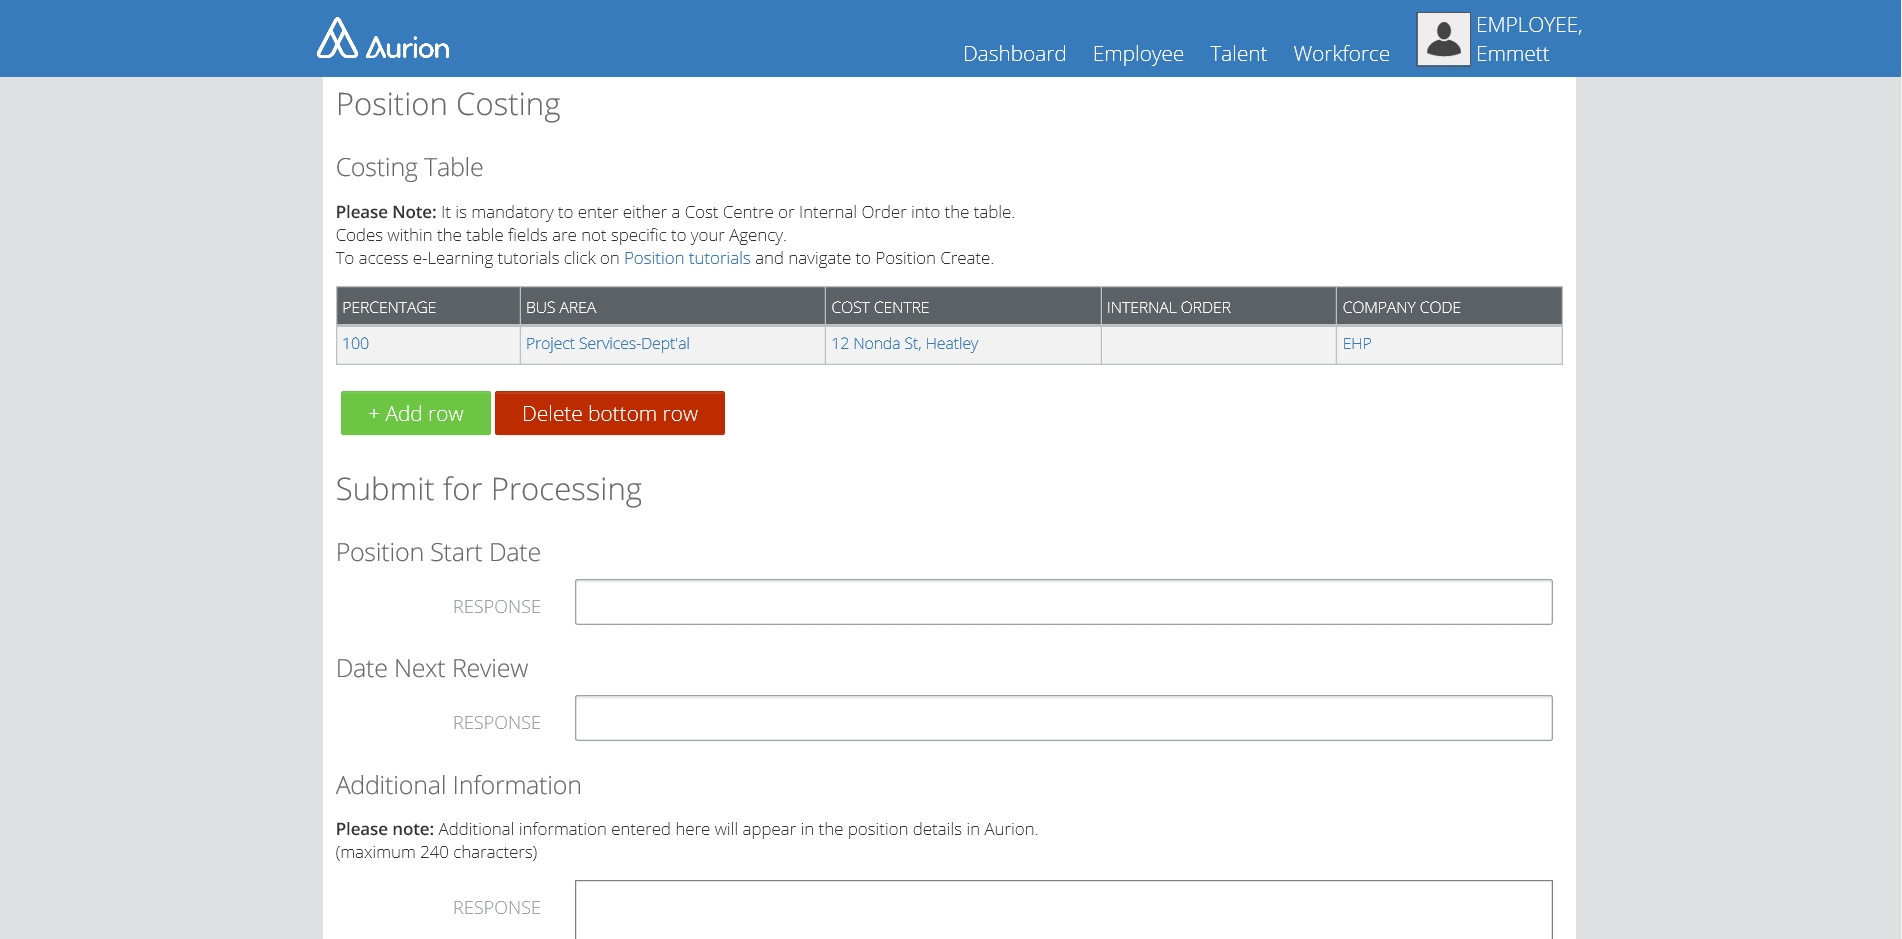 Aurion
Dashboard Employee Talent Workforce
EMPLOYEE,
Emmett
Position Costing
Costing Table
Please Note: It is mandatory to enter either a Cost Centre or Internal Order into the table.
Codes within the table fields are not specific to your Agency.
To access e-Learning tutorials click on Position tutorials and navigate to Position Create.
PERCENTAGE BUS AREA COST CENTRE INTERNAL ORDER COMPANY CODE
100 Project Services-Dept'al 12 Nonda St, Heatley EHP
+ Add row Delete bottom row
Submit for Processing
Position Start Date
RESPONSE
Date Next Review
RESPONSE
Additional Information
Please note: Additional information entered here will appear in the position details in Aurion.
(maximum 240 characters)
RESPONSE